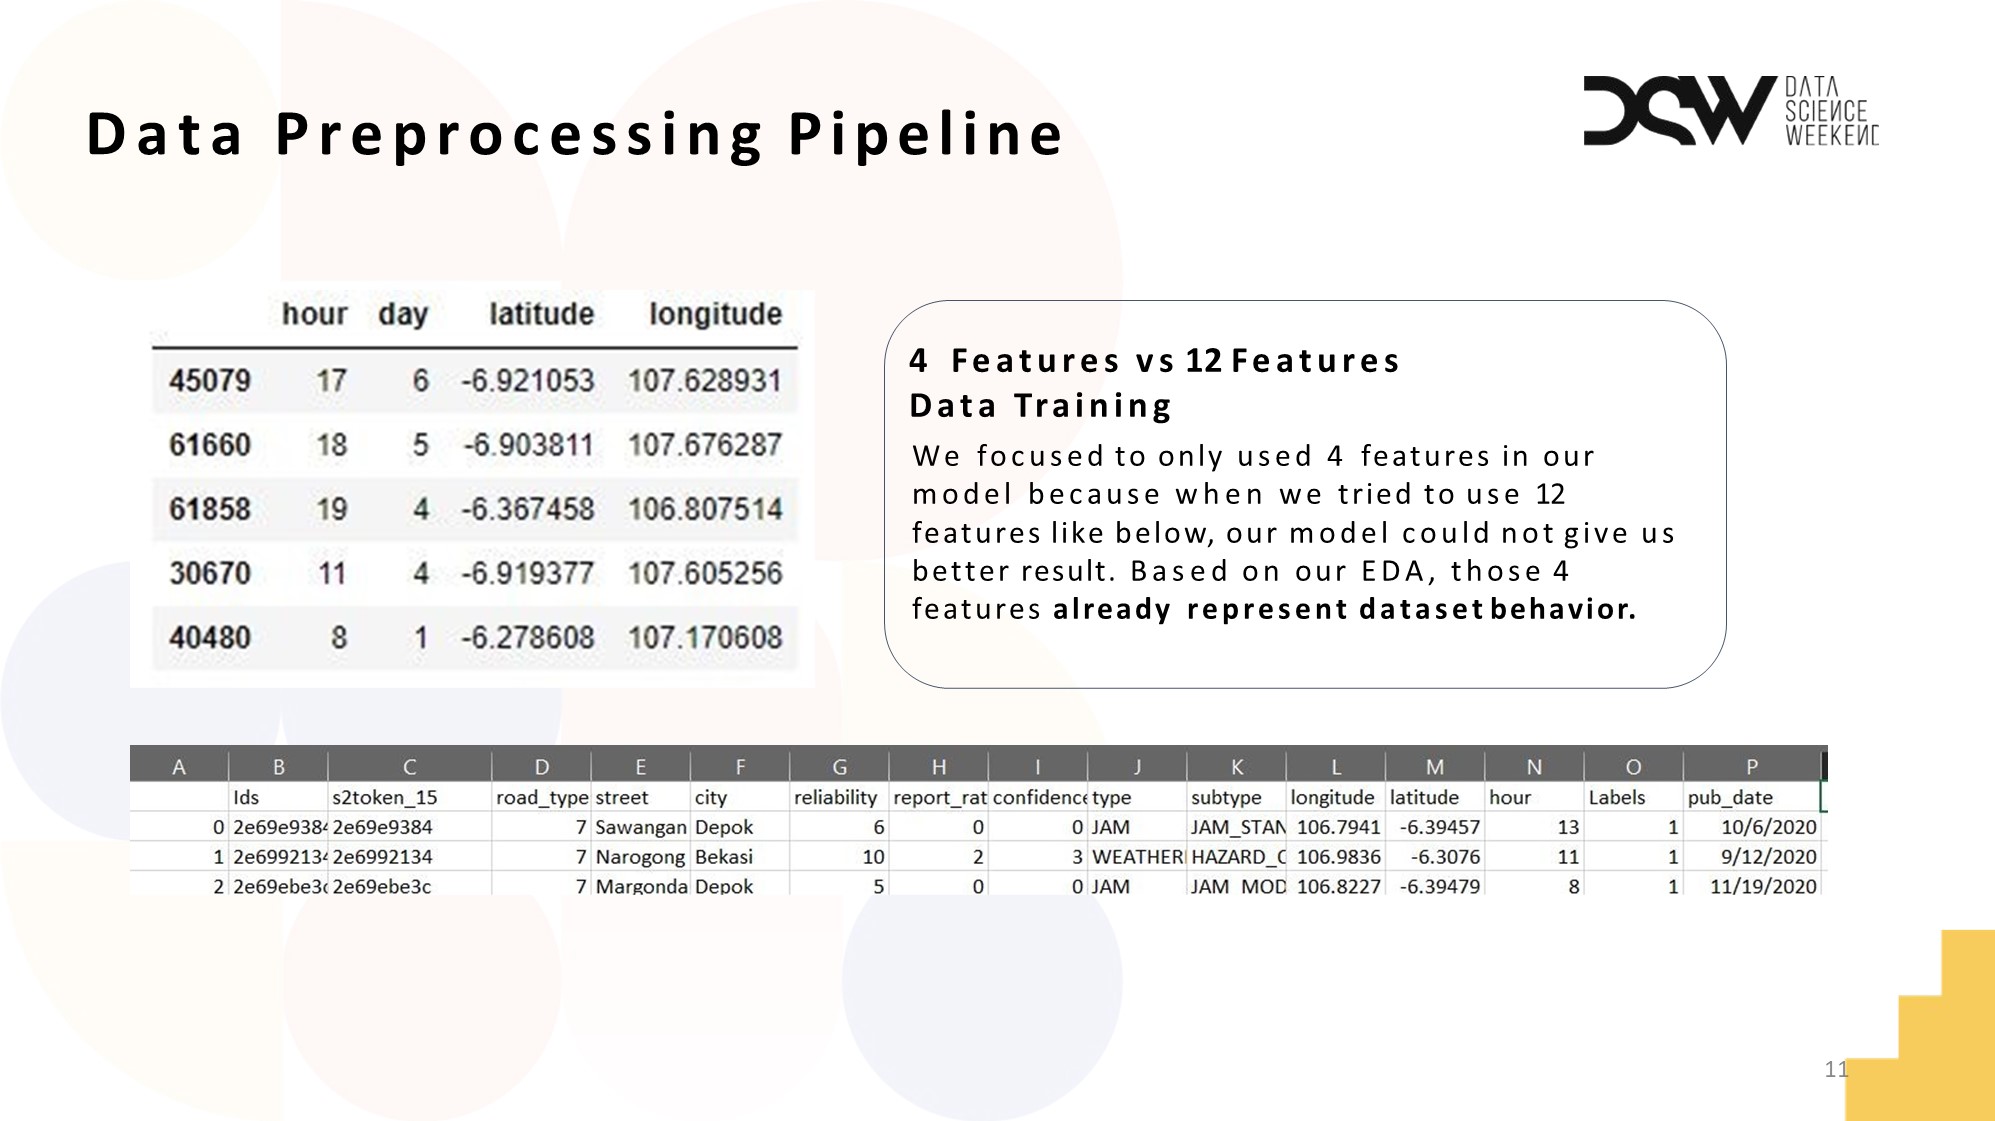 Data Preprocessing Pipeline
DATA
SCIENCE
WEEKEND
hour day latitude longitude
45079 17 6 -6.921053 107.628931
61660 18 5 -6.903811 107.676287
61858 19 4 -6.367458 106.807514
30670 11 4 -6.919377 107.605256
40480 8 1 -6.278608 107.170608
4 Features vs 12 Features
Data Training
We focused to only used 4 features in our
model because when we tried to use 12
features like below, our model could not give us
better result. Based on our EDA, those 4
features already represent dataset behavior.
A B C D E F G H I J K L M N O P
Ids s2token_15 road_type street city reliability report_rat confidence type subtype longitude latitude hour Labels pub_date
0 2e69e9384 2e69e9384 7 Sawangan Depok 6 0 0 JAM JAM_STAN 106.7941 -6.39457 13 1 10/6/2020
1 2e6992134 2e6992134 7 Narogong Bekasi 10 2 3 WEATHER HAZARD_O 106.9836 -6.3076 11 1 9/12/2020
2 2e69ebe3c 2e69ebe3c 7 Margonda Depok 5 0 0 JAM JAM_MOD 106.8227 -6.39479 8 1 11/19/2020
11